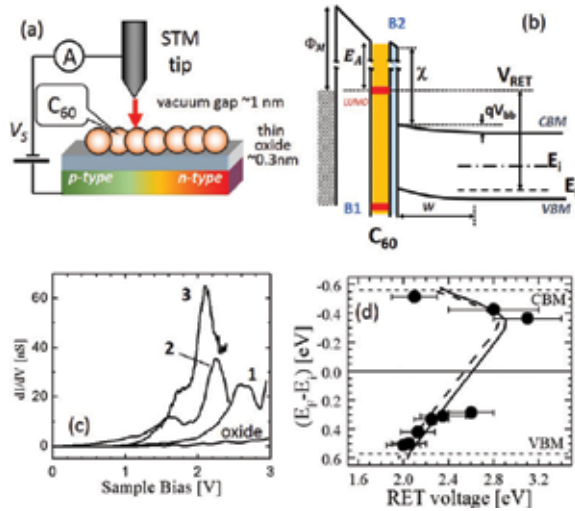 (a)
STM
tip
A
C60
vacuum gap ~1 nm
VS
thin
oxide
~0.3nm
p-type
n-type
(b)
B2
ΦM
EA
χ
VRET
LUMO
qVbb
CBM
Ei
E
B1
W
VBM
C60
(c)
dI/dV [nS]
60
40
20
0
3
2
1
oxide
0 1 2 3
Sample Bias [V]
(d)
(EF-Ei) [eV]
-0.6
-0.4
-0.2
0.0
0.2
0.4
0.6
CBM
VBM
2.0 2.4 2.8 3.2
RET voltage [eV]